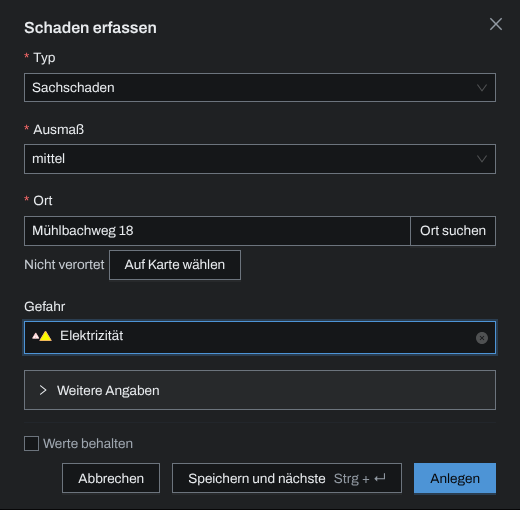 Schaden erfassen
* Typ
Sachschaden
* Ausmaß
mittel
* Ort
Mühlbachweg 18 Ort suchen
Nicht verortet Auf Karte wählen
Gefahr
Elektrizität
Weitere Angaben
Werte behalten
Abbrechen Speichern und nächste Strg + ↵ Anlegen